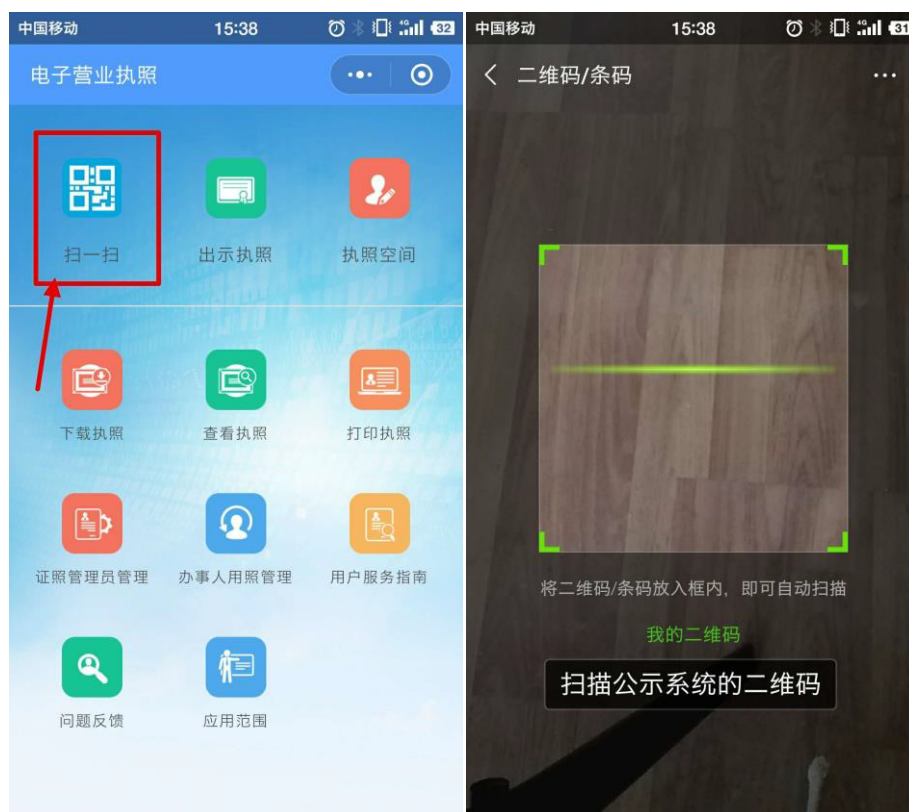 中国移动 15:38 4G 32
电子营业执照
扫一扫 出示执照 执照空间
下载执照 查看执照 打印执照
证照管理员管理 办事人用照管理 用户服务指南
问题反馈 应用范围
中国移动 15:38 4G 31
二维码/条码
将二维码/条码放入框内，即可自动扫描
我的二维码
扫描公示系统的二维码